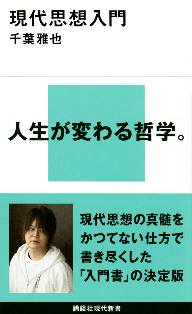 現代思想入門
千葉雅也
人生が変わる哲学。
現代思想の真髄を
かつてない仕方で
書き尽くした
「入門書」の決定版
講談社現代新書